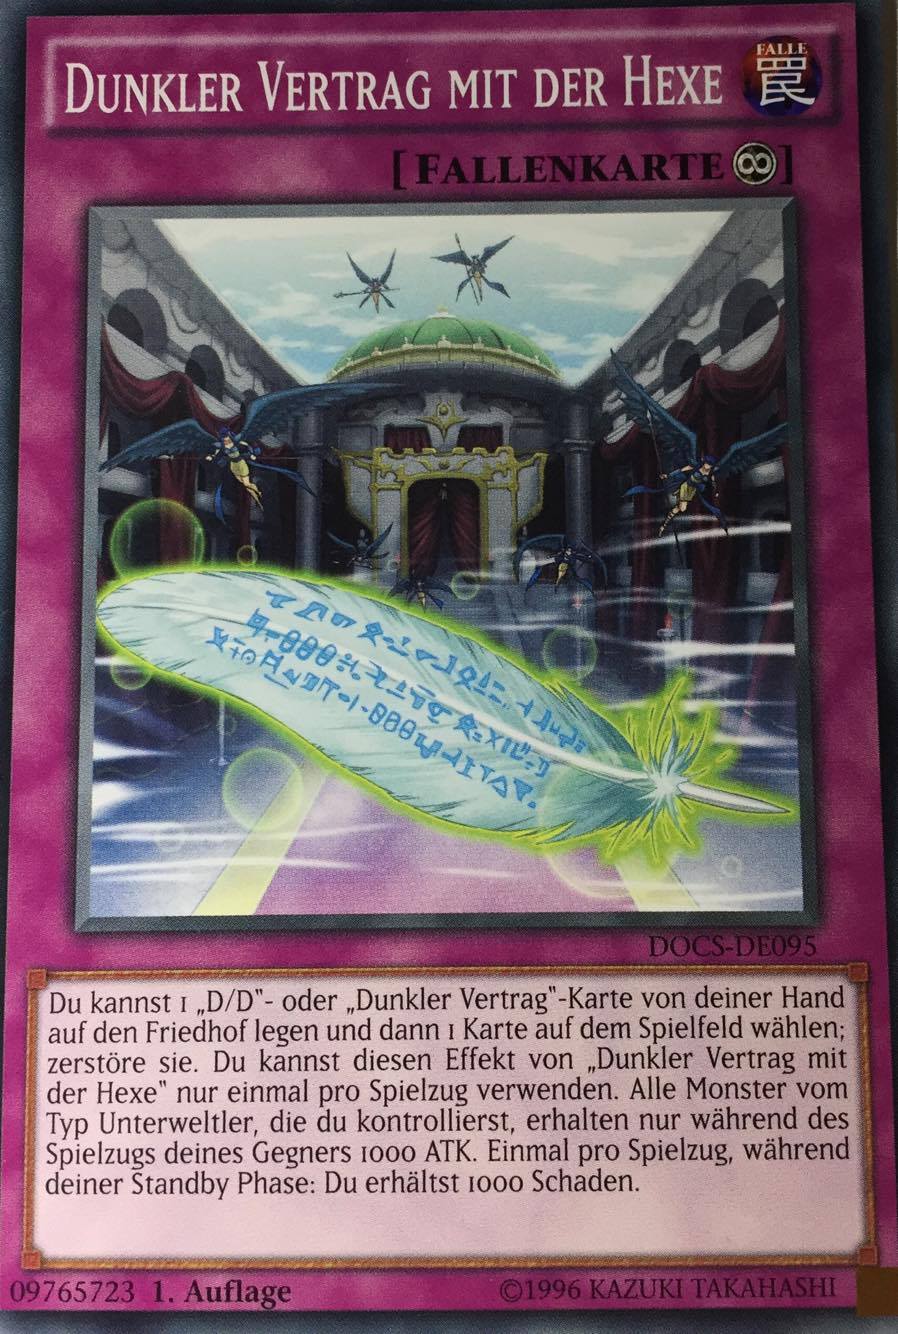 Dunkler Vertrag mit der Hexe
FALLE
罠
[FALLENKARTE]
DOCS-DE095
Du kannst 1 „D/D"- oder „Dunkler Vertrag"-Karte von deiner Hand
auf den Friedhof legen und dann 1 Karte auf dem Spielfeld wählen;
zerstöre sie. Du kannst diesen Effekt von „Dunkler Vertrag mit
der Hexe" nur einmal pro Spielzug verwenden. Alle Monster vom
Typ Unterweltler, die du kontrollierst, erhalten nur während des
Spielzugs deines Gegners 1000 ATK. Einmal pro Spielzug, während
deiner Standby Phase: Du erhältst 1000 Schaden.
09765723 1. Auflage ©1996 KAZUKI TAKAHASHI